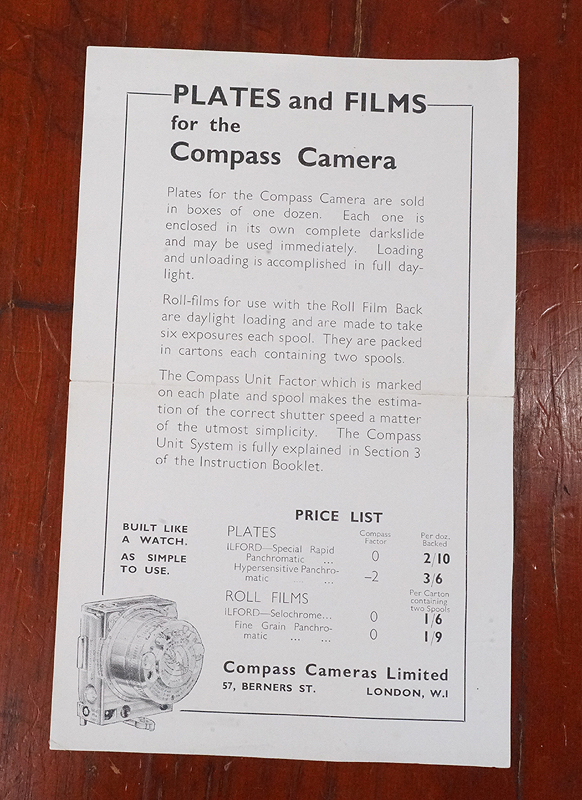 PLATES and FILMS
for the
Compass Camera
Plates for the Compass Camera are sold
in boxes of one dozen. Each one is
enclosed in its own complete darkslide
and may be used immediately. Loading
and unloading is accomplished in full day-
light.
Roll-films for use with the Roll Film Back
are daylight loading and are made to take
six exposures each spool. They are packed
in cartons each containing two spools.
The Compass Unit Factor which is marked
on each plate and spool makes the estima-
tion of the correct shutter speed a matter
of the utmost simplicity. The Compass
Unit System is fully explained in Section 3
of the Instruction Booklet.
BUILT LIKE
A WATCH.
AS SIMPLE
TO USE.
PRICE LIST
PLATES Compass Factor Per doz. Backed
ILFORD—Special Rapid
Panchromatic ... 0 2/10
Hypersensitive Panchro-
matic ... –2 3/6
ROLL FILMS Per Carton containing two Spools
ILFORD—Selochrome... 0 1/6
Fine Grain Panchro-
matic ... ... 0 1/9
Compass Cameras Limited
57, BERNERS ST. LONDON, W.1